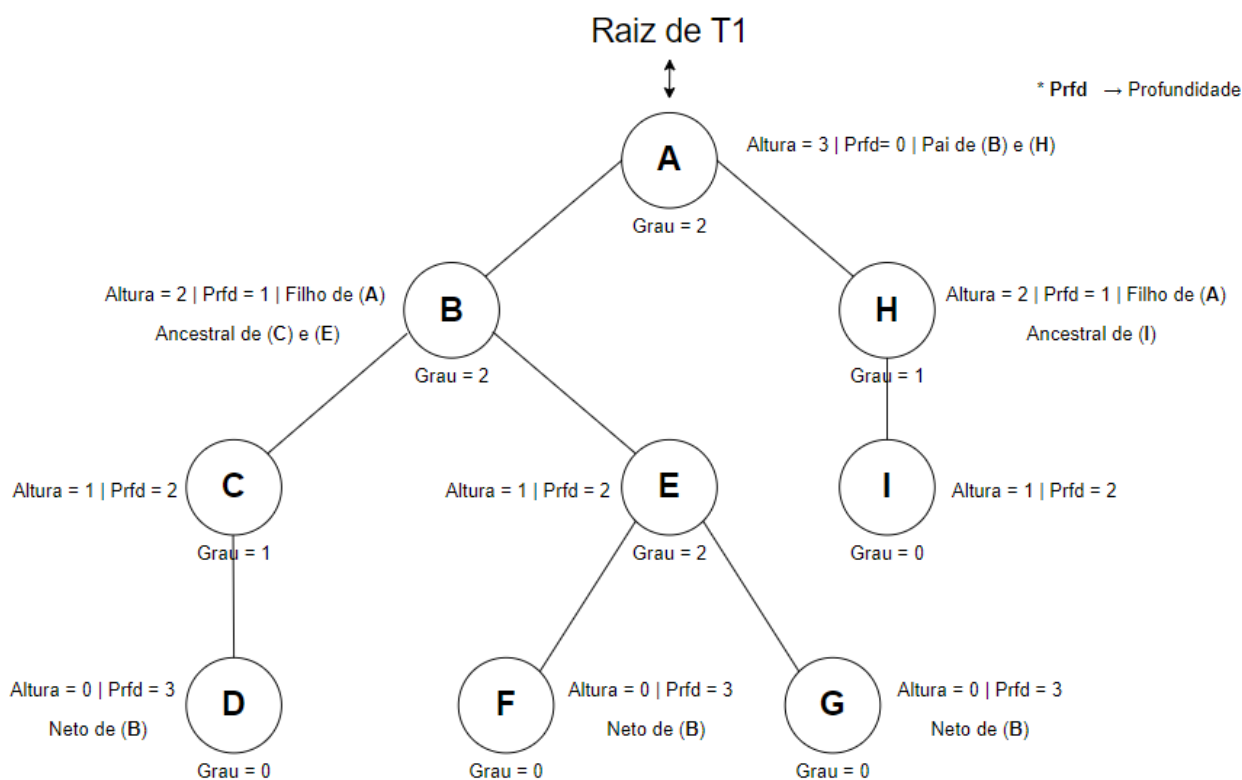 Raiz de T1
* Prfd → Profundidade
A
Altura = 3 | Prfd= 0 | Pai de (B) e (H)
Grau = 2
Altura = 2 | Prfd = 1 | Filho de (A)
Ancestral de (C) e (E)
B
Grau = 2
H
Altura = 2 | Prfd = 1 | Filho de (A)
Ancestral de (I)
Grau = 1
Altura = 1 | Prfd = 2
C
Grau = 1
Altura = 1 | Prfd = 2
E
Grau = 2
I
Altura = 1 | Prfd = 2
Grau = 0
Altura = 0 | Prfd = 3
Neto de (B)
D
Grau = 0
F
Altura = 0 | Prfd = 3
Neto de (B)
Grau = 0
G
Altura = 0 | Prfd = 3
Neto de (B)
Grau = 0